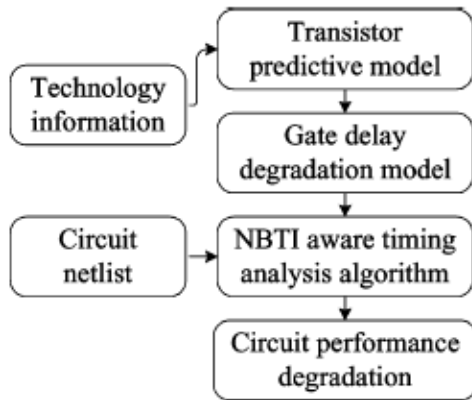 Transistor
predictive model
Technology
information
Gate delay
degradation model
Circuit
netlist
NBTI aware timing
analysis algorithm
Circuit performance
degradation